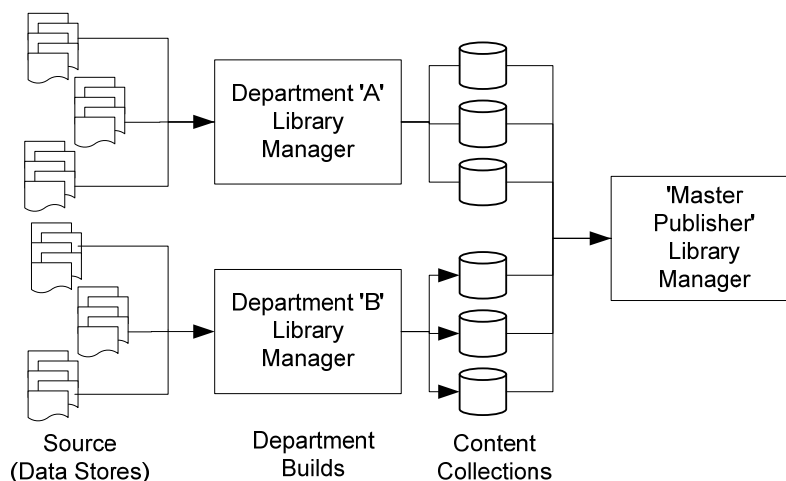 Department 'A'
Library
Manager
'Master
Publisher'
Library
Manager
Department 'B'
Library
Manager
Source
(Data Stores)
Department
Builds
Content
Collections